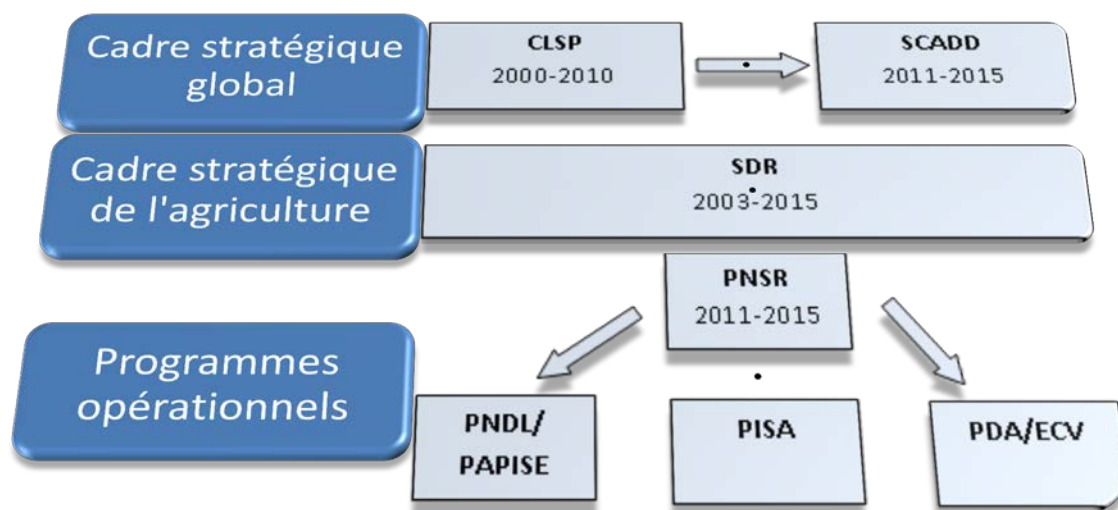 Cadre stratégique
global
CLSP
2000-2010
SCADD
2011-2015
Cadre stratégique
de l'agriculture
SDR
2003-2015
Programmes
opérationnels
PNSR
2011-2015
PNDL/
PAPISE
PISA
PDA/ECV